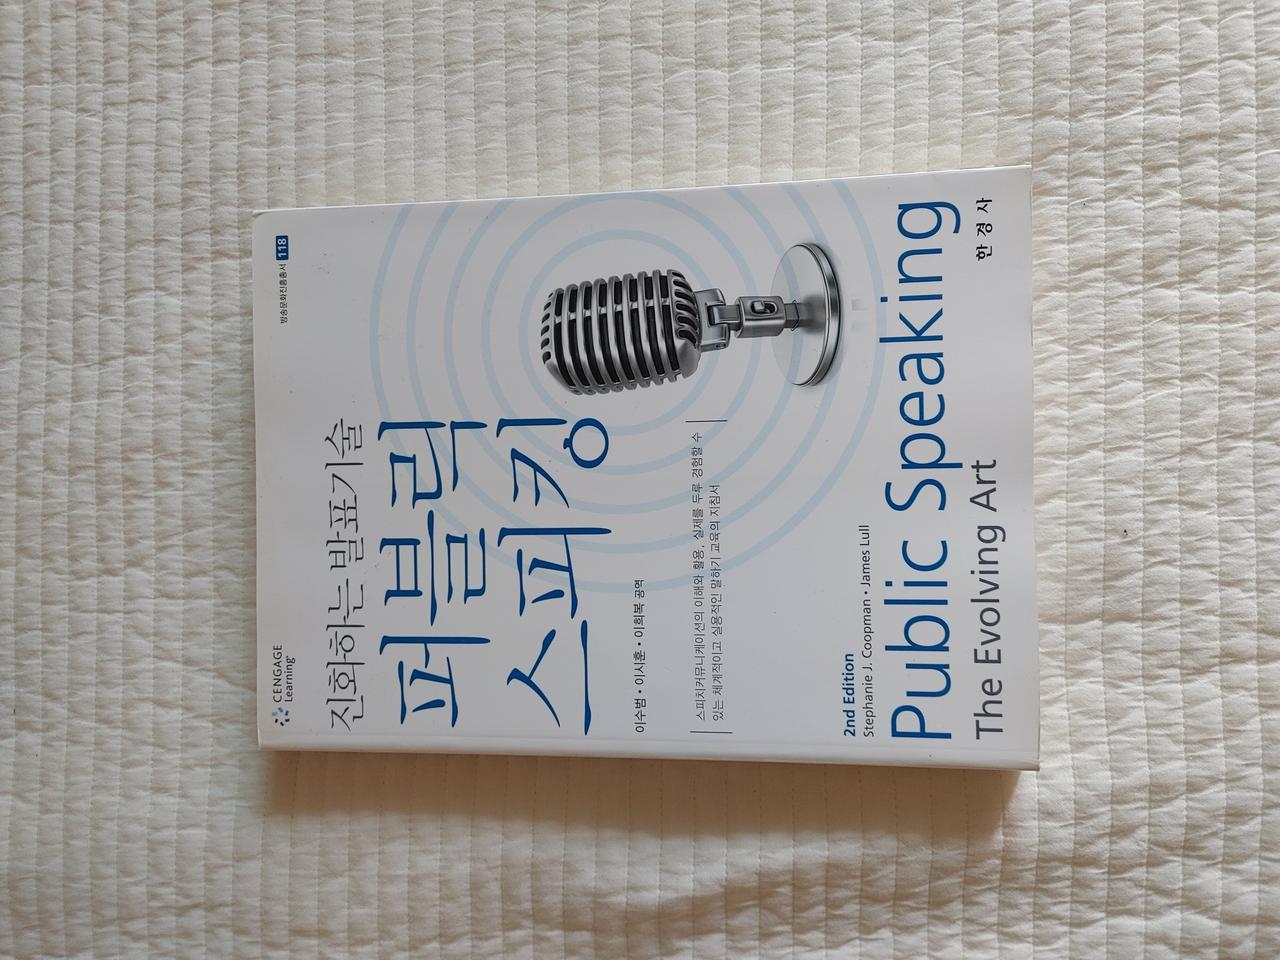 CENGAGE
Learning®
방송문화진흥총서 118
진화하는 발표기술
퍼블릭
스피킹
이수범 • 이시훈 • 이희복 공역
스피치커뮤니케이션의 이해와 활용, 실제를 두루 경험할 수
있는 체계적이고 실용적인 말하기 교육의 지침서
2nd Edition
Stephanie J. Coopman • James Lull
Public Speaking
The Evolving Art
한경사